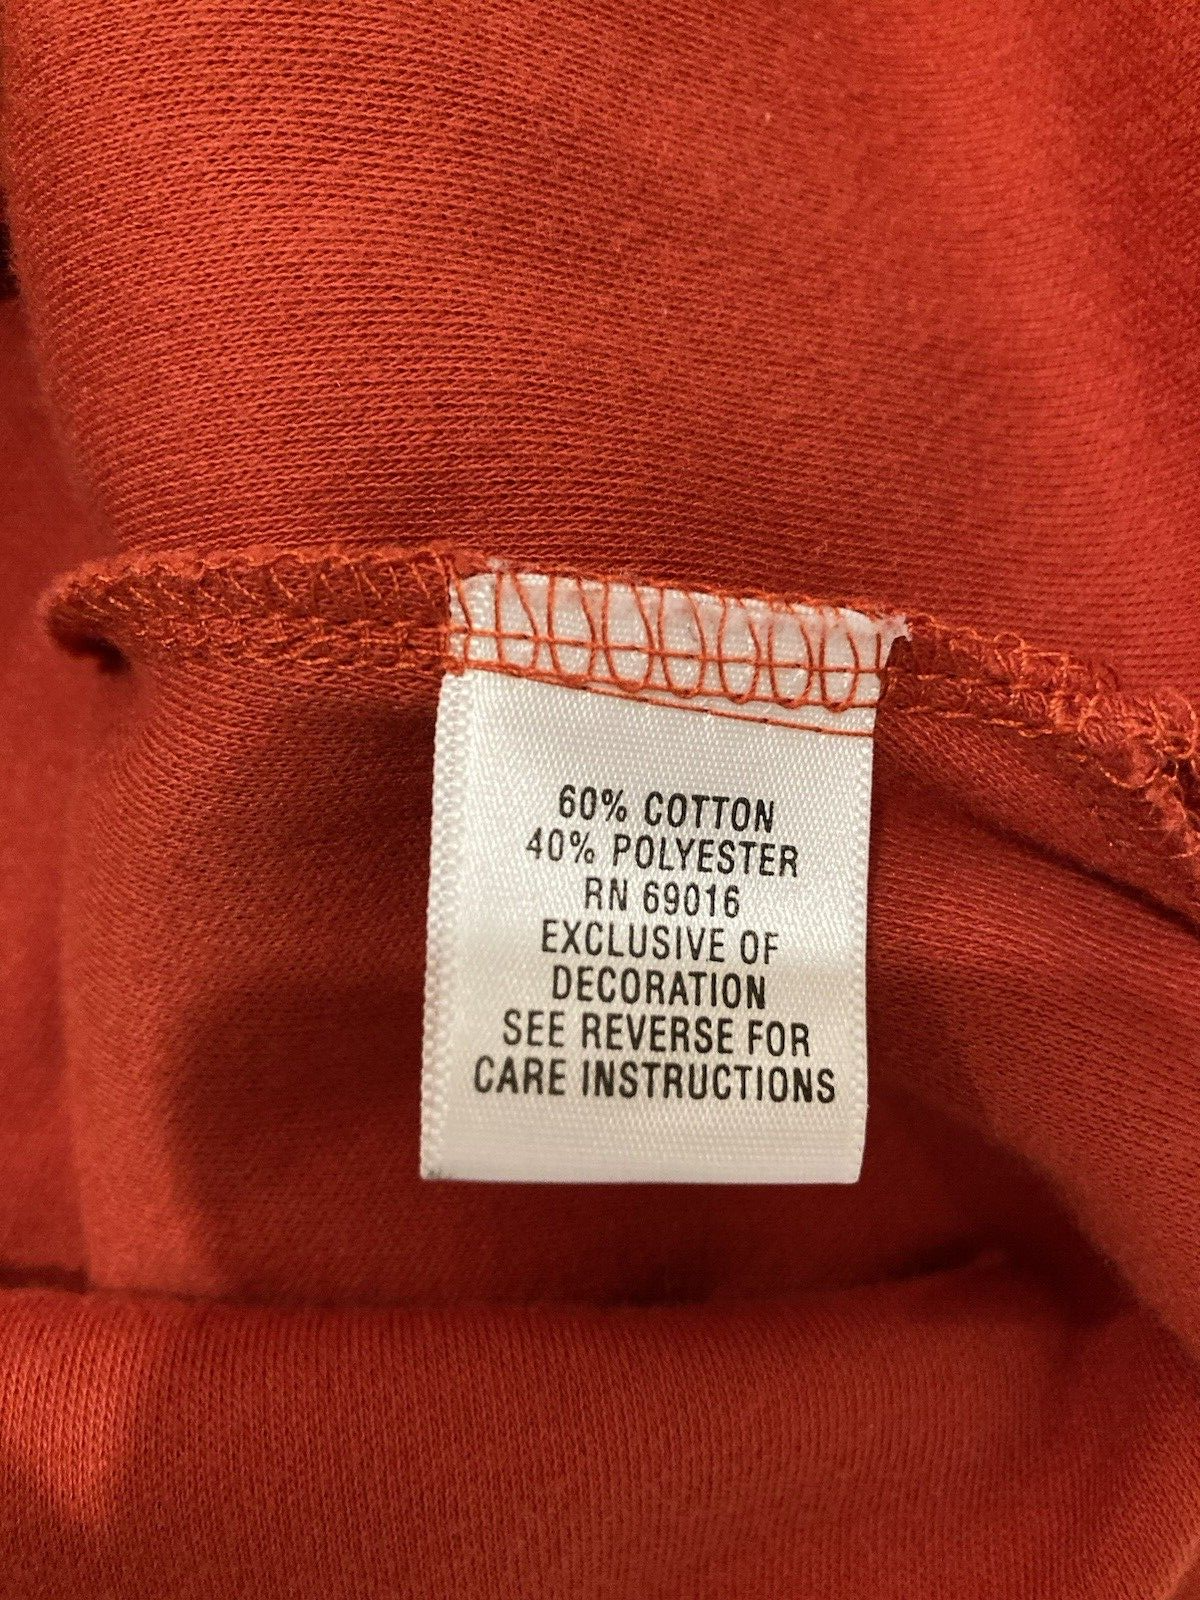 60% COTTON
40% POLYESTER
RN 69016
EXCLUSIVE OF
DECORATION
SEE REVERSE FOR
CARE INSTRUCTIONS